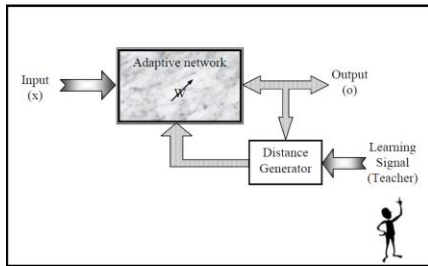 Adaptive network
W
Input
(x)
Output
(o)
Distance
Generator
Learning
Signal
(Teacher)